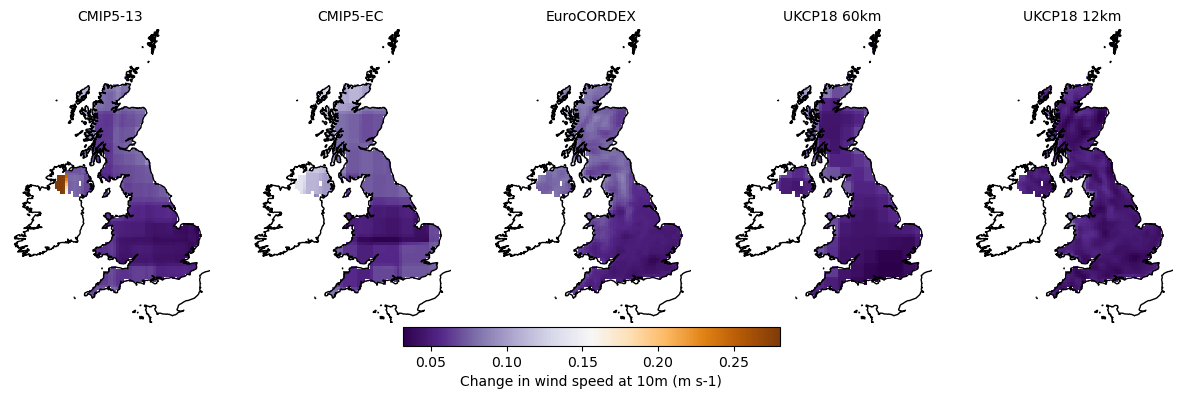 CMIP5-13
CMIP5-EC
EuroCORDEX
UKCP18 60km
UKCP18 12km
0.05
0.10
0.15
0.20
0.25
Change in wind speed at 10m (m s-1)